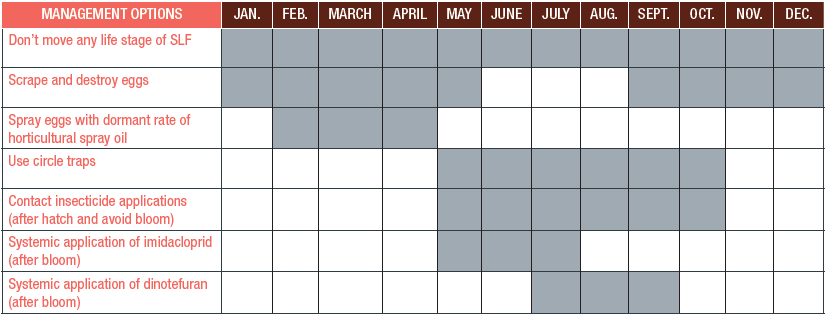 MANAGEMENT OPTIONS JAN. FEB. MARCH APRIL MAY JUNE JULY AUG. SEPT. OCT. NOV. DEC.
Don’t move any life stage of SLF
Scrape and destroy eggs
Spray eggs with dormant rate of
horticultural spray oil
Use circle traps
Contact insecticide applications
(after hatch and avoid bloom)
Systemic application of imidacloprid
(after bloom)
Systemic application of dinotefuran
(after bloom)